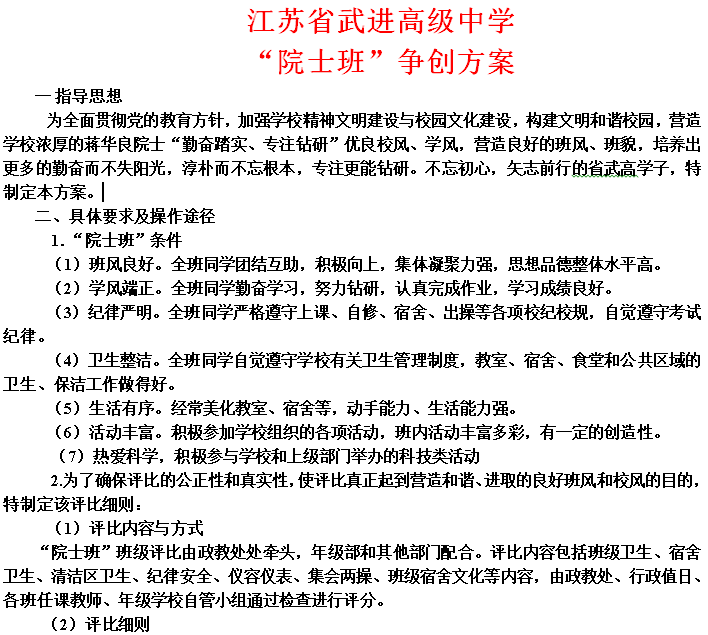 江苏省武进高级中学
“院士班”争创方案
一 指导思想
为全面贯彻党的教育方针，加强学校精神文明建设与校园文化建设，构建文明和谐校园，营造
学校浓厚的蒋华良院士“勤奋踏实、专注钻研”优良校风、学风，营造良好的班风、班貌，培养出
更多的勤奋而不失阳光，淳朴而不忘根本，专注更能钻研。不忘初心，矢志前行的省武高学子，特
制定本方案。
二、具体要求及操作途径
1.“院士班”条件
（1）班风良好。全班同学团结互助，积极向上，集体凝聚力强，思想品德整体水平高。
（2）学风端正。全班同学勤奋学习，努力钻研，认真完成作业，学习成绩良好。
（3）纪律严明。全班同学严格遵守上课、自修、宿舍、出操等各项校纪校规，自觉遵守考试
纪律。
（4）卫生整洁。全班同学自觉遵守学校有关卫生管理制度，教室、宿舍、食堂和公共区域的
卫生、保洁工作做得好。
（5）生活有序。经常美化教室、宿舍等，动手能力、生活能力强。
（6）活动丰富。积极参加学校组织的各项活动，班内活动丰富多彩，有一定的创造性。
（7）热爱科学，积极参与学校和上级部门举办的科技类活动
2.为了确保评比的公正性和真实性，使评比真正起到营造和谐、进取的良好班风和校风的目的，
特制定该评比细则：
（1）评比内容与方式
“院士班”班级评比由政教处处牵头，年级部和其他部门配合。评比内容包括班级卫生、宿舍
卫生、清洁区卫生、纪律安全、仪容仪表、集会两操、班级宿舍文化等内容，由政教处、行政值日、
各班任课教师、年级学校自管小组通过检查进行评分。
（2）评比细则